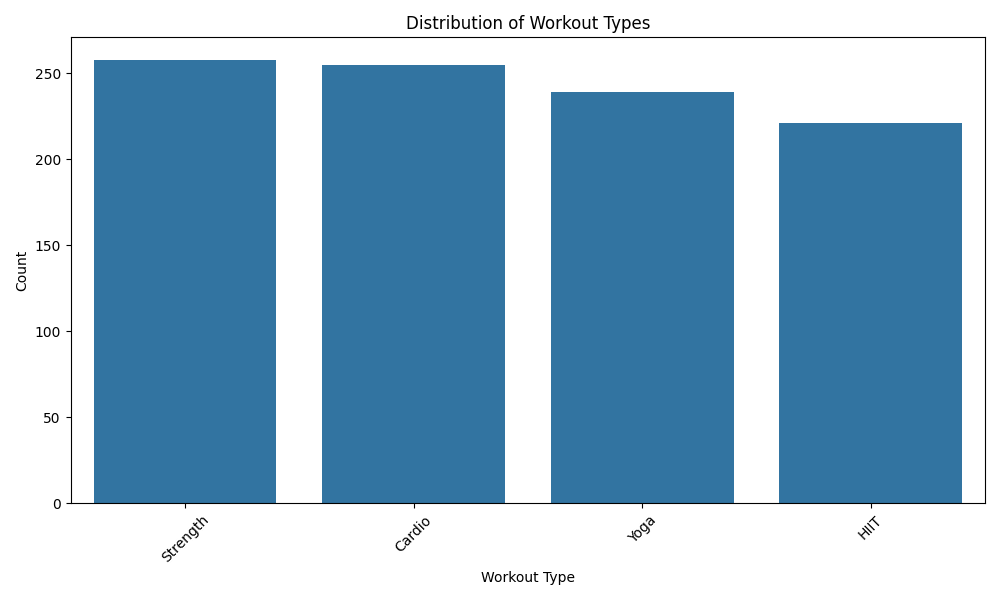 Distribution of Workout Types
Count
250
200
150
100
50
0
Strength
Cardio
Yoga
HIIT
Workout Type